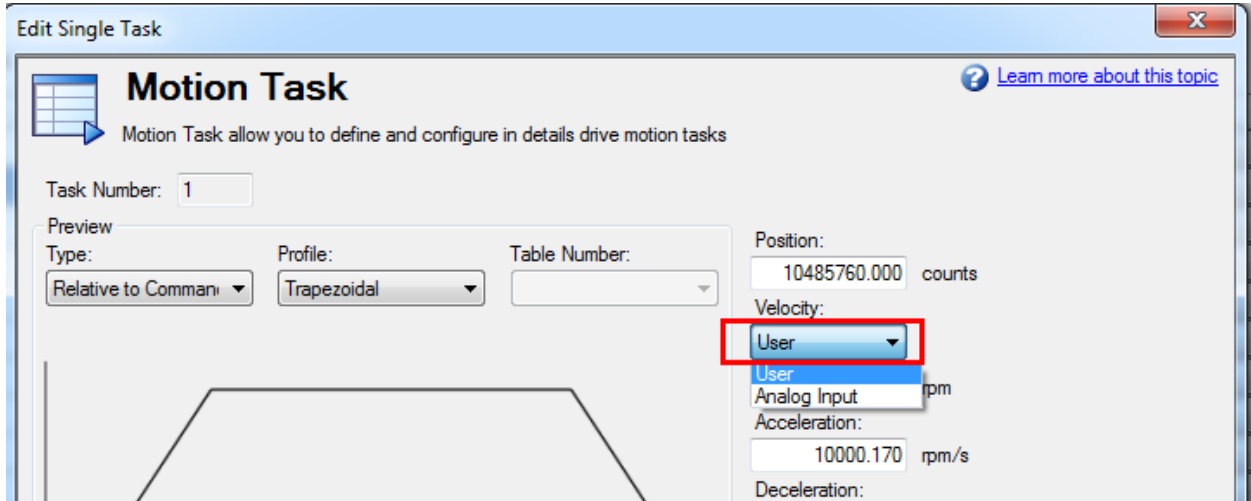 Edit Single Task
Motion Task
Learn more about this topic
Motion Task allow you to define and configure in details drive motion tasks
Task Number: 1
Preview
Type:
Profile:
Table Number:
Relative to Comman
Trapezoidal
Position:
10485760.000 counts
Velocity:
User
User
Analog Input
rpm
Acceleration:
10000.170 rpm/s
Deceleration: